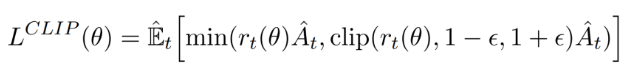 L^{CLIP}(θ) = Ê_t [ min(r_t(θ)Â_t, clip(r_t(θ), 1 − ϵ, 1 + ϵ)Â_t) ]